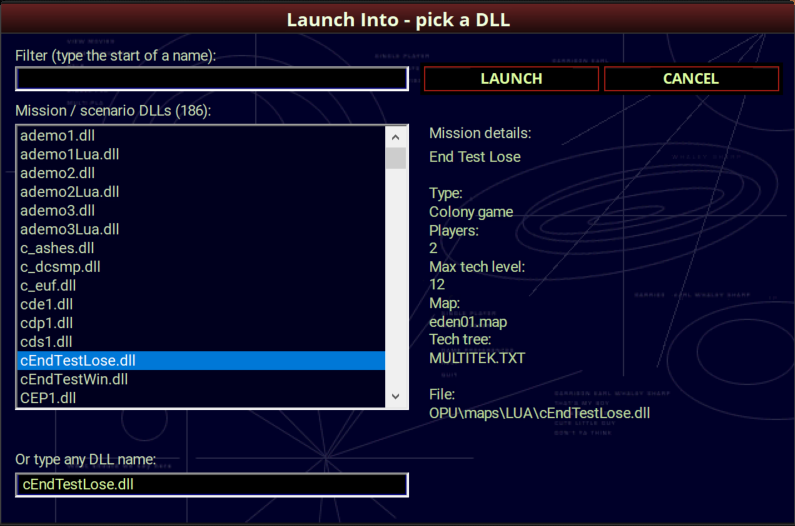 Launch Into - pick a DLL
Filter (type the start of a name):
LAUNCH
CANCEL
Mission / scenario DLLs (186):
ademo1.dll
ademo1Lua.dll
ademo2.dll
ademo2Lua.dll
ademo3.dll
ademo3Lua.dll
c_ashes.dll
c_dcsmp.dll
c_euf.dll
cde1.dll
cdp1.dll
cds1.dll
cEndTestLose.dll
cEndTestWin.dll
CEP1.dll
Mission details:
End Test Lose
Type:
Colony game
Players:
2
Max tech level:
12
Map:
eden01.map
Tech tree:
MULTITEK.TXT
File:
OPU\maps\LUA\cEndTestLose.dll
Or type any DLL name:
cEndTestLose.dll